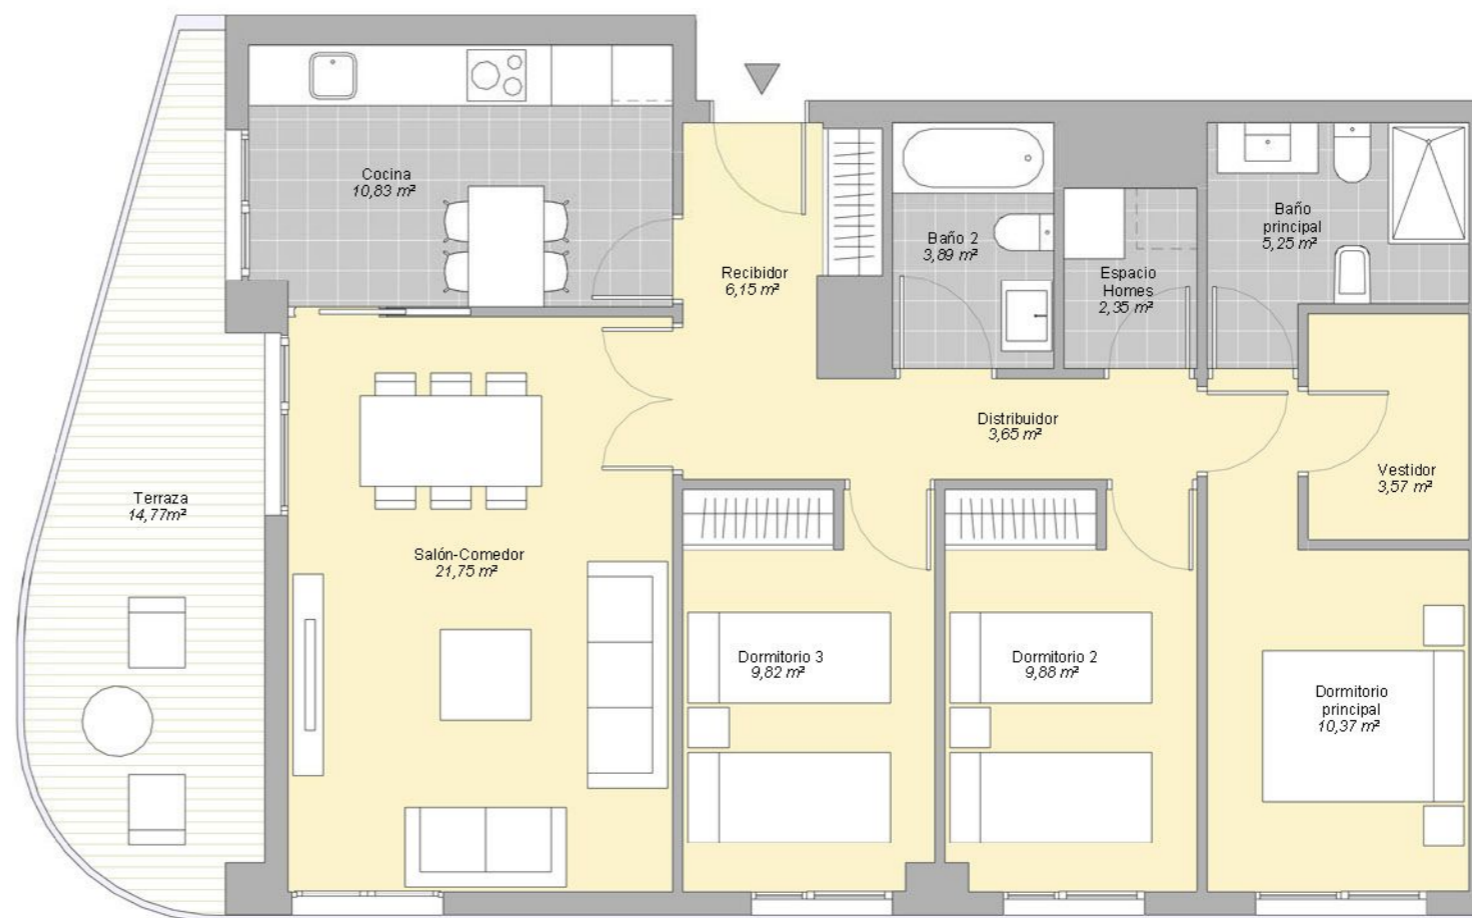 Cocina
10,83 m²
Recibidor
6,15 m²
Baño 2
3,89 m²
Espacio
Homes
2,35 m²
Baño
principal
5,25 m²
Distribuidor
3,65 m²
Vestidor
3,57 m²
Terraza
14,77m²
Salón-Comedor
21,75 m²
Dormitorio 3
9,82 m²
Dormitorio 2
9,88 m²
Dormitorio
principal
10,37 m²